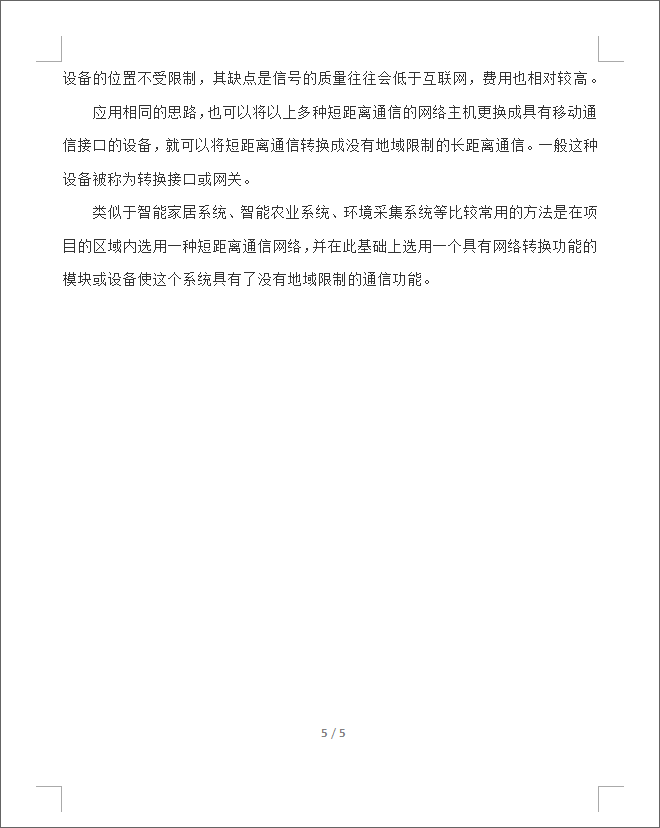 设备的位置不受限制，其缺点是信号的质量往往会低于互联网，费用也相对较高。
应用相同的思路，也可以将以上多种短距离通信的网络主机更换成具有移动通
信接口的设备，就可以将短距离通信转换成没有地域限制的长距离通信。一般这种
设备被称为转换接口或网关。
类似于智能家居系统、智能农业系统、环境采集系统等比较常用的方法是在项
目的区域内选用一种短距离通信网络，并在此基础上选用一个具有网络转换功能的
模块或设备使这个系统具有了没有地域限制的通信功能。
5 / 5